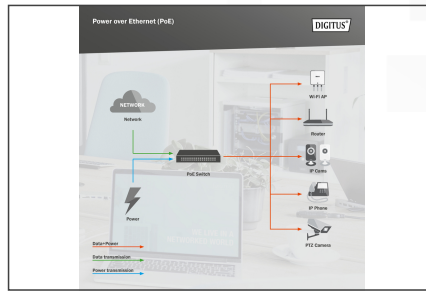 Power over Ethernet (PoE)
DIGITUS®
NETWORK
Network
Wi-Fi AP
Router
PoE Switch
IP Cams
Power
IP Phone
PTZ Camera
Data+Power
Data transmission
Power transmission